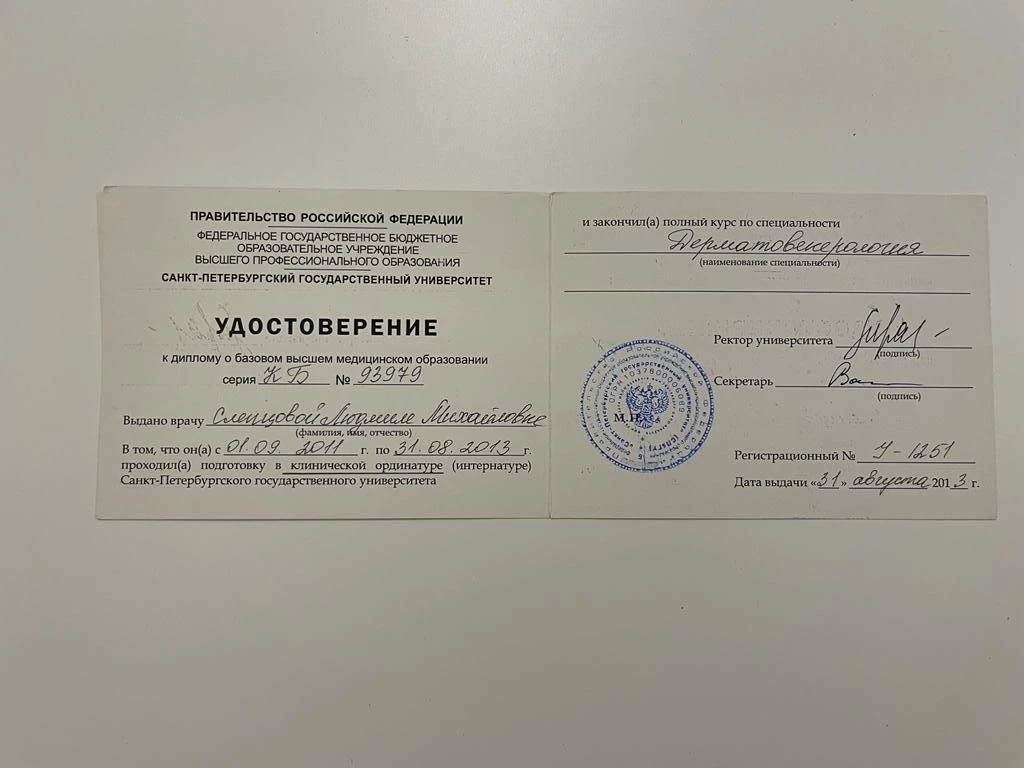 ПРАВИТЕЛЬСТВО РОССИЙСКОЙ ФЕДЕРАЦИИ
ФЕДЕРАЛЬНОЕ ГОСУДАРСТВЕННОЕ БЮДЖЕТНОЕ
ОБРАЗОВАТЕЛЬНОЕ УЧРЕЖДЕНИЕ
ВЫСШЕГО ПРОФЕССИОНАЛЬНОГО ОБРАЗОВАНИЯ
САНКТ-ПЕТЕРБУРГСКИЙ ГОСУДАРСТВЕННЫЙ УНИВЕРСИТЕТ
УДОСТОВЕРЕНИЕ
к диплому о базовом высшем медицинском образовании
серия КБ № 93979
Выдано врачу Слепцовой Людмиле Михайловне
(фамилия, имя, отчество)
В том, что он(а) с 01.09. 2011 г. по 31.08.2013 г.
проходил(а) подготовку в клинической ординатуре (интернатуре)
Санкт-Петербургского государственного университета
и закончил(а) полный курс по специальности
Дерматовенерология
(наименование специальности)
Ректор университета
(подпись)
Секретарь
(подпись)
М.П.
Регистрационный № У-1251
Дата выдачи «31» августа 2013 г.